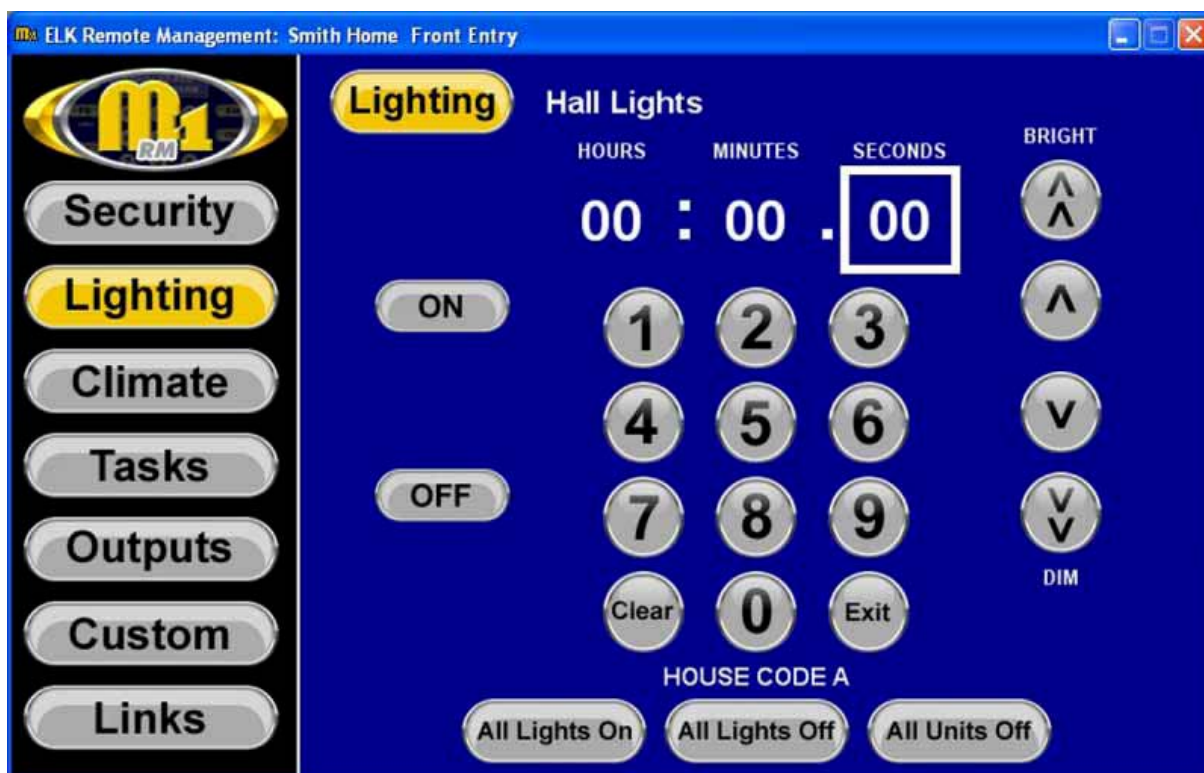 ELK Remote Management: Smith Home Front Entry
M1
RM
Security
Lighting
Climate
Tasks
Outputs
Custom
Links
Lighting
Hall Lights
HOURS MINUTES SECONDS
00 : 00 . 00
ON
OFF
1 2 3
4 5 6
7 8 9
Clear 0 Exit
BRIGHT
DIM
HOUSE CODE A
All Lights On All Lights Off All Units Off